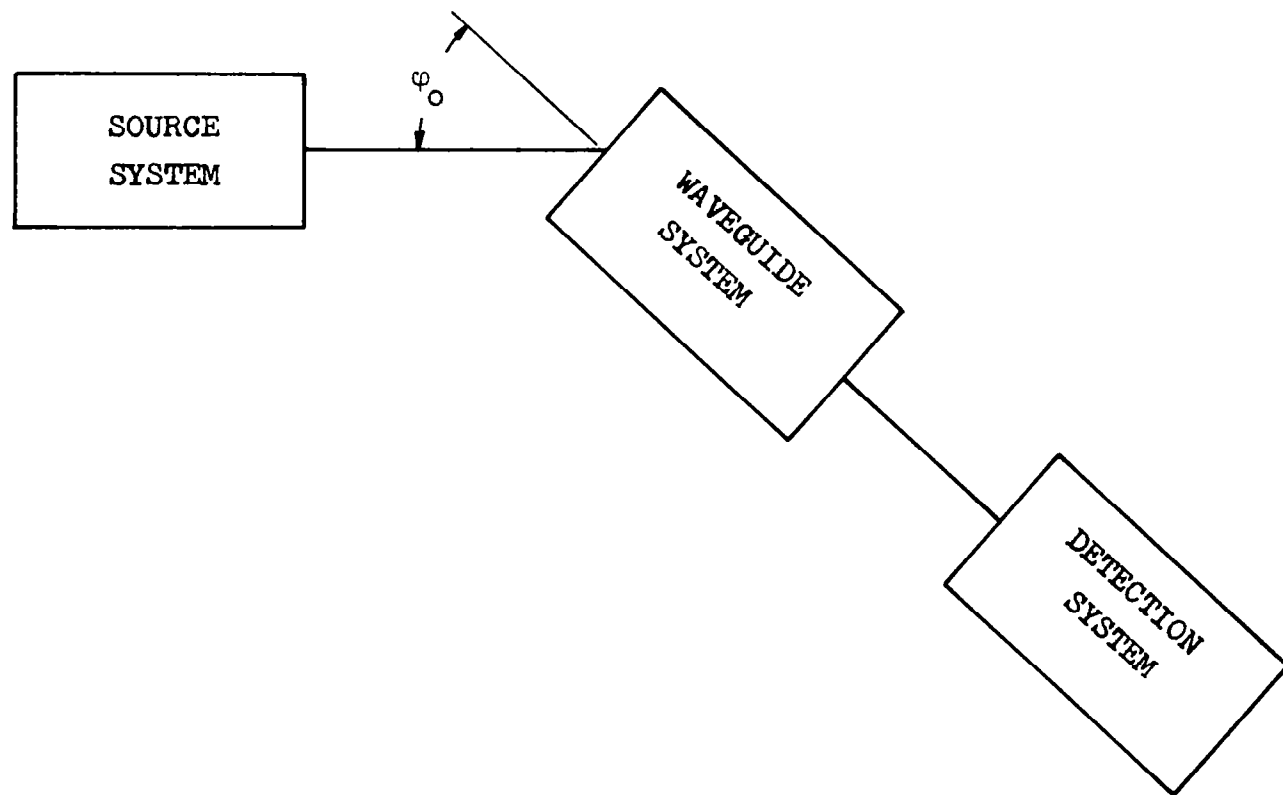 SOURCE
SYSTEM
φo
WAVEGUIDE
SYSTEM
DETECTION
SYSTEM